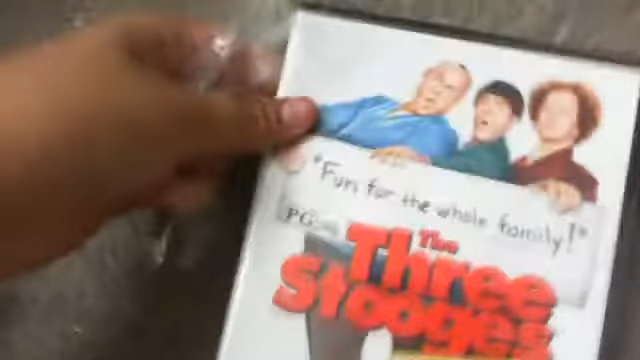 "Fun for the whole family!"
PG
The
Three
Stooges